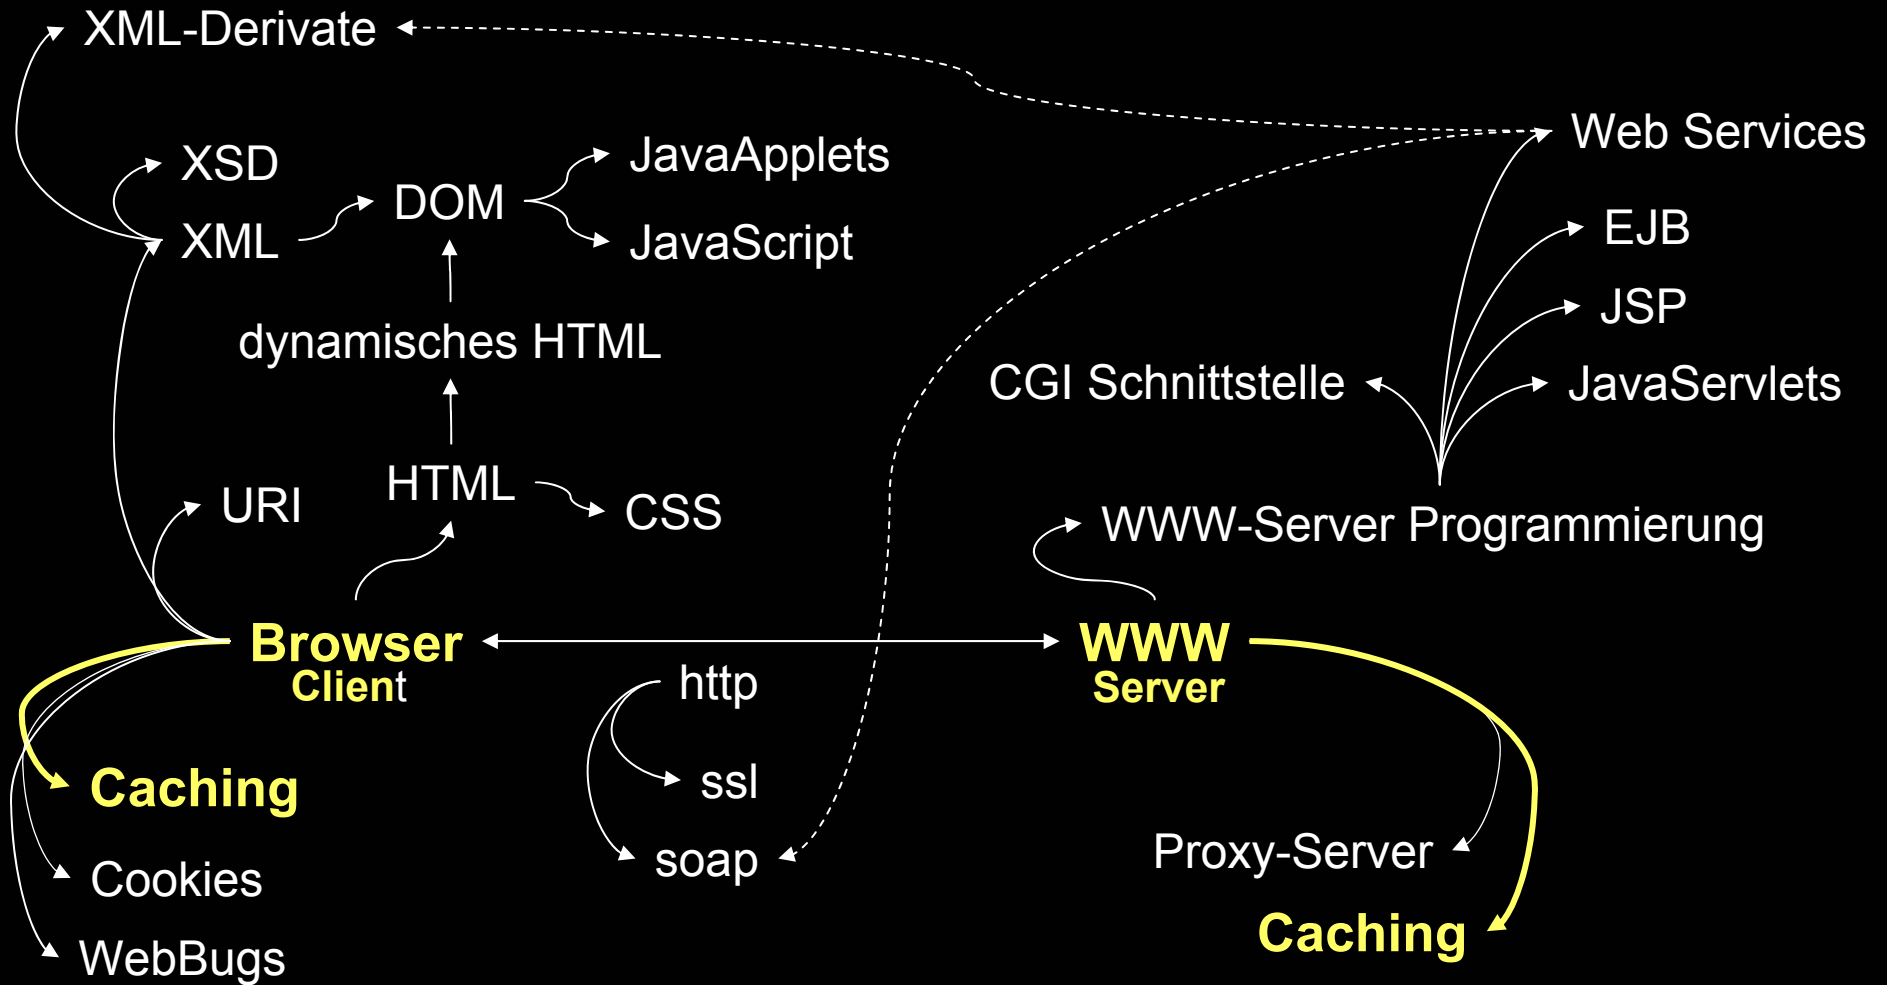 XML-Derivate
Web Services
XSD
JavaApplets
DOM
XML
JavaScript
EJB
JSP
dynamisches HTML
CGI Schnittstelle
JavaServlets
HTML
URI
CSS
WWW-Server Programmierung
Browser
Client
WWW
Server
http
ssl
Caching
soap
Proxy-Server
Cookies
Caching
WebBugs